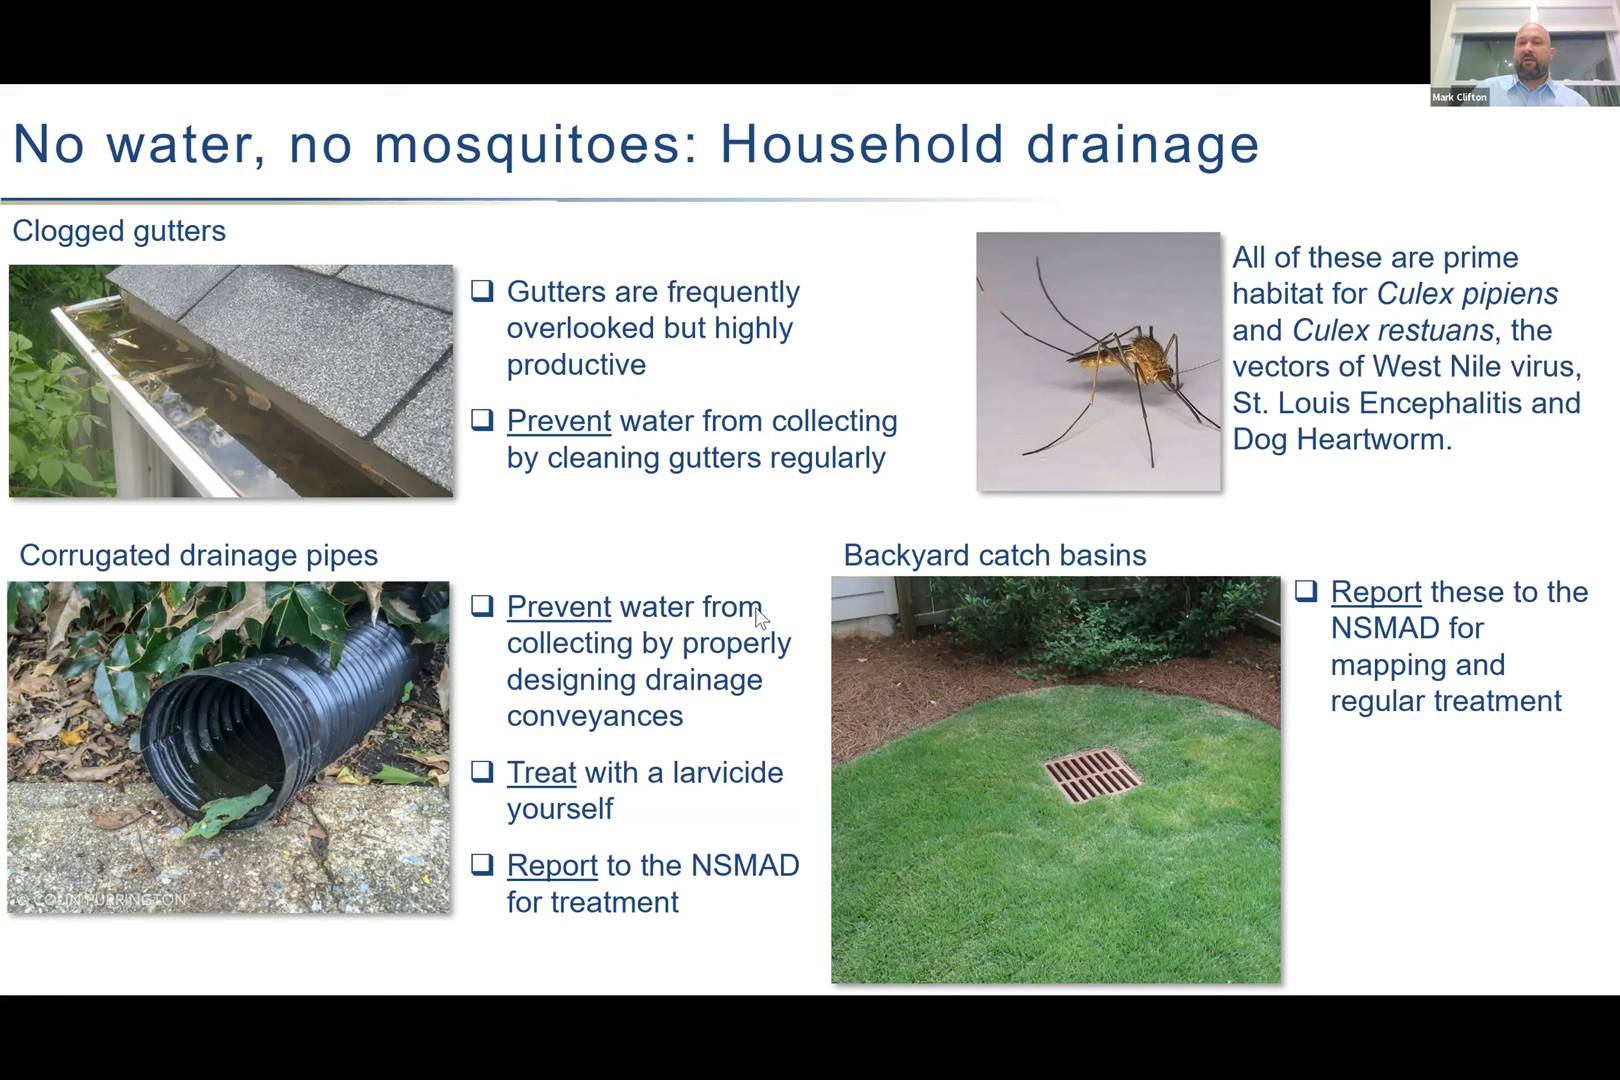 Mark Clifton
No water, no mosquitoes: Household drainage
Clogged gutters
Gutters are frequently
overlooked but highly
productive
Prevent water from collecting
by cleaning gutters regularly
All of these are prime
habitat for Culex pipiens
and Culex restuans, the
vectors of West Nile virus,
St. Louis Encephalitis and
Dog Heartworm.
Corrugated drainage pipes
© COLIN PURRINGTON
Prevent water from
collecting by properly
designing drainage
conveyances
Treat with a larvicide
yourself
Report to the NSMAD
for treatment
Backyard catch basins
Report these to the
NSMAD for
mapping and
regular treatment